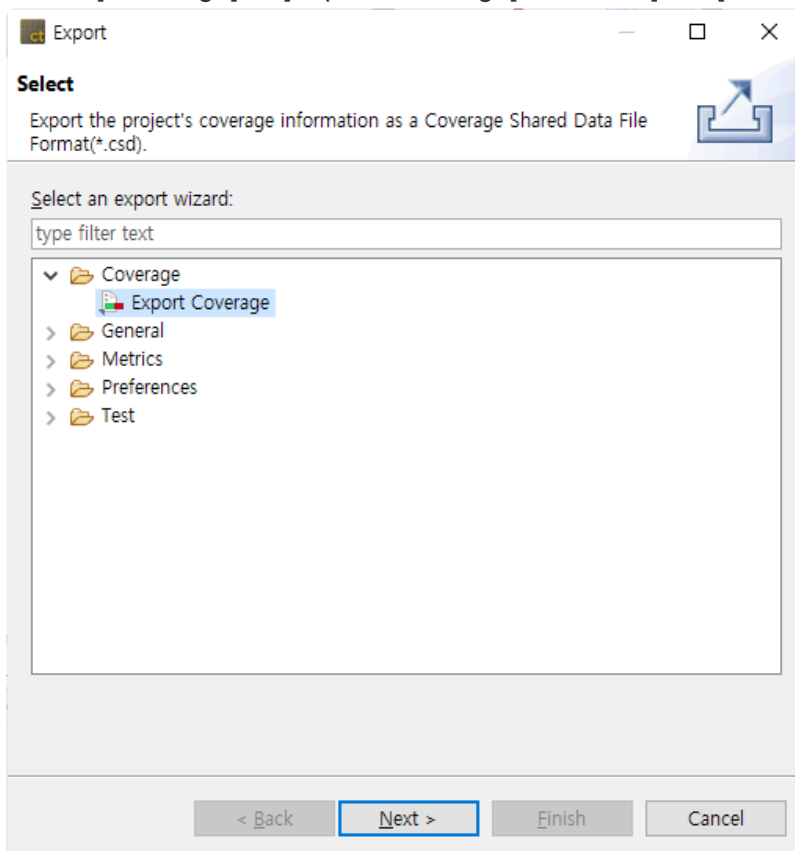 ct Export
Select
Export the project's coverage information as a Coverage Shared Data File
Format(*.csd).
Select an export wizard:
type filter text
Coverage
Export Coverage
General
Metrics
Preferences
Test
< Back Next > Finish Cancel